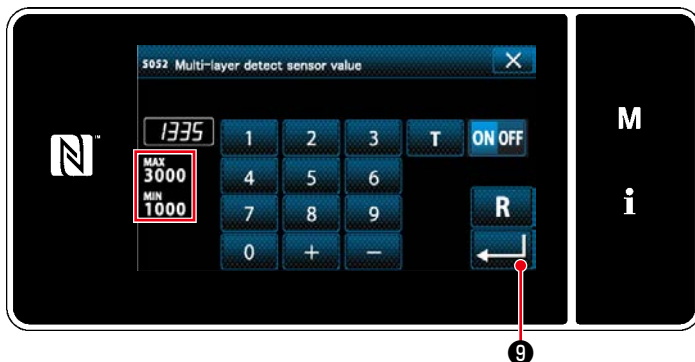 S052 Multi-layer detect sensor value
1335
1 2 3 T ON OFF
MAX
3000
4 5 6
MIN
1000
7 8 9 R
0 + −
N
M
i
9